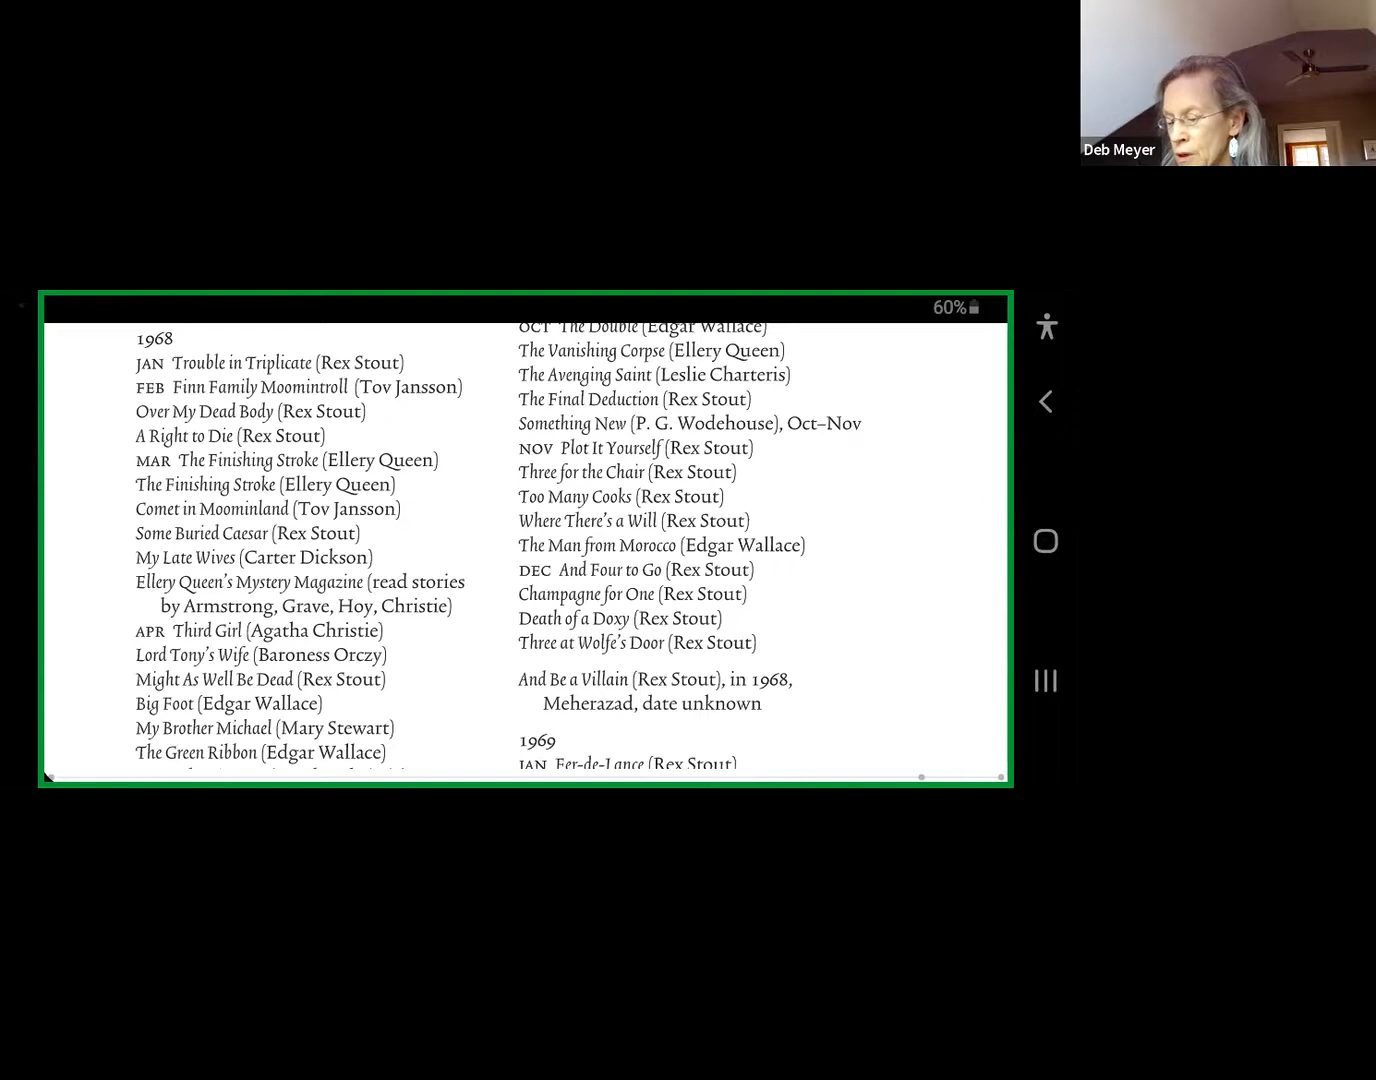 Deb Meyer
60%
1968
JAN Trouble in Triplicate (Rex Stout)
FEB Finn Family Moomintroll (Tov Jansson)
Over My Dead Body (Rex Stout)
A Right to Die (Rex Stout)
MAR The Finishing Stroke (Ellery Queen)
The Finishing Stroke (Ellery Queen)
Comet in Moominland (Tov Jansson)
Some Buried Caesar (Rex Stout)
My Late Wives (Carter Dickson)
Ellery Queen's Mystery Magazine (read stories
by Armstrong, Grave, Hoy, Christie)
APR Third Girl (Agatha Christie)
Lord Tony's Wife (Baroness Orczy)
Might As Well Be Dead (Rex Stout)
Big Foot (Edgar Wallace)
My Brother Michael (Mary Stewart)
The Green Ribbon (Edgar Wallace)
OCT The Double (Edgar Wallace)
The Vanishing Corpse (Ellery Queen)
The Avenging Saint (Leslie Charteris)
The Final Deduction (Rex Stout)
Something New (P. G. Wodehouse), Oct–Nov
NOV Plot It Yourself (Rex Stout)
Three for the Chair (Rex Stout)
Too Many Cooks (Rex Stout)
Where There's a Will (Rex Stout)
The Man from Morocco (Edgar Wallace)
DEC And Four to Go (Rex Stout)
Champagne for One (Rex Stout)
Death of a Doxy (Rex Stout)
Three at Wolfe's Door (Rex Stout)
And Be a Villain (Rex Stout), in 1968,
Meherazad, date unknown
1969
JAN Fer-de-Lance (Rex Stout)